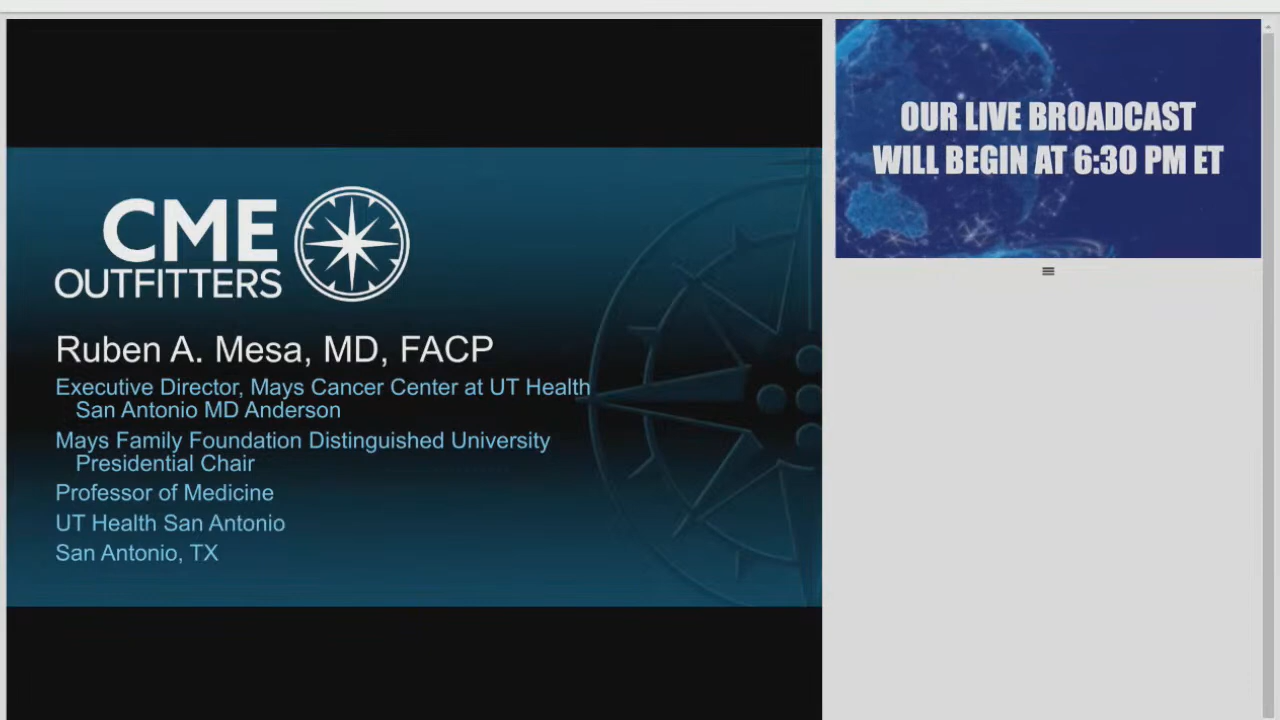 CME
OUTFITTERS
Ruben A. Mesa, MD, FACP
Executive Director, Mays Cancer Center at UT Health
San Antonio MD Anderson
Mays Family Foundation Distinguished University
Presidential Chair
Professor of Medicine
UT Health San Antonio
San Antonio, TX
OUR LIVE BROADCAST
WILL BEGIN AT 6:30 PM ET